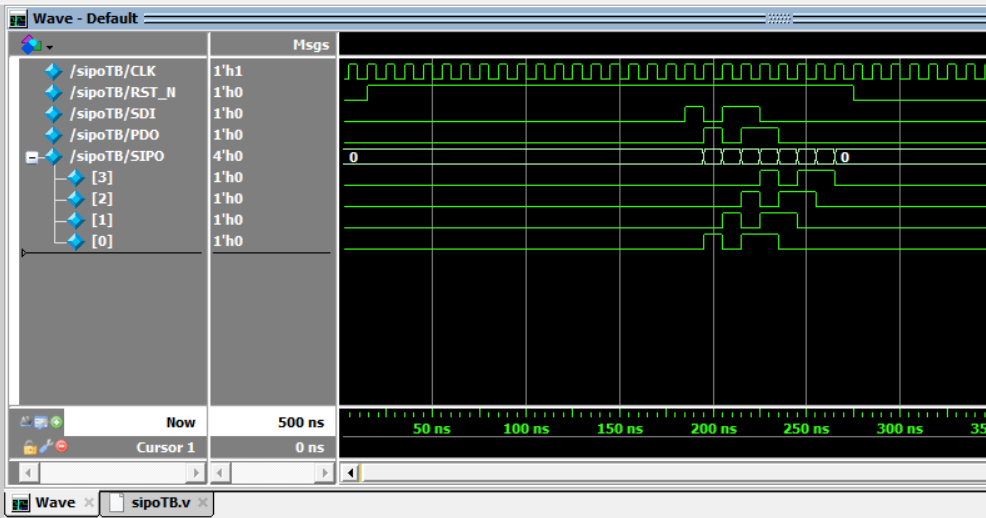 Wave - Default
Msgs
/sipoTB/CLK 1'h1
/sipoTB/RST_N 1'h0
/sipoTB/SDI 1'h0
/sipoTB/PDO 1'h0
/sipoTB/SIPO 4'h0 0 0
[3] 1'h0
[2] 1'h0
[1] 1'h0
[0] 1'h0
Now 500 ns
50 ns 100 ns 150 ns 200 ns 250 ns 300 ns 35
Cursor 1 0 ns
Wave sipoTB.v